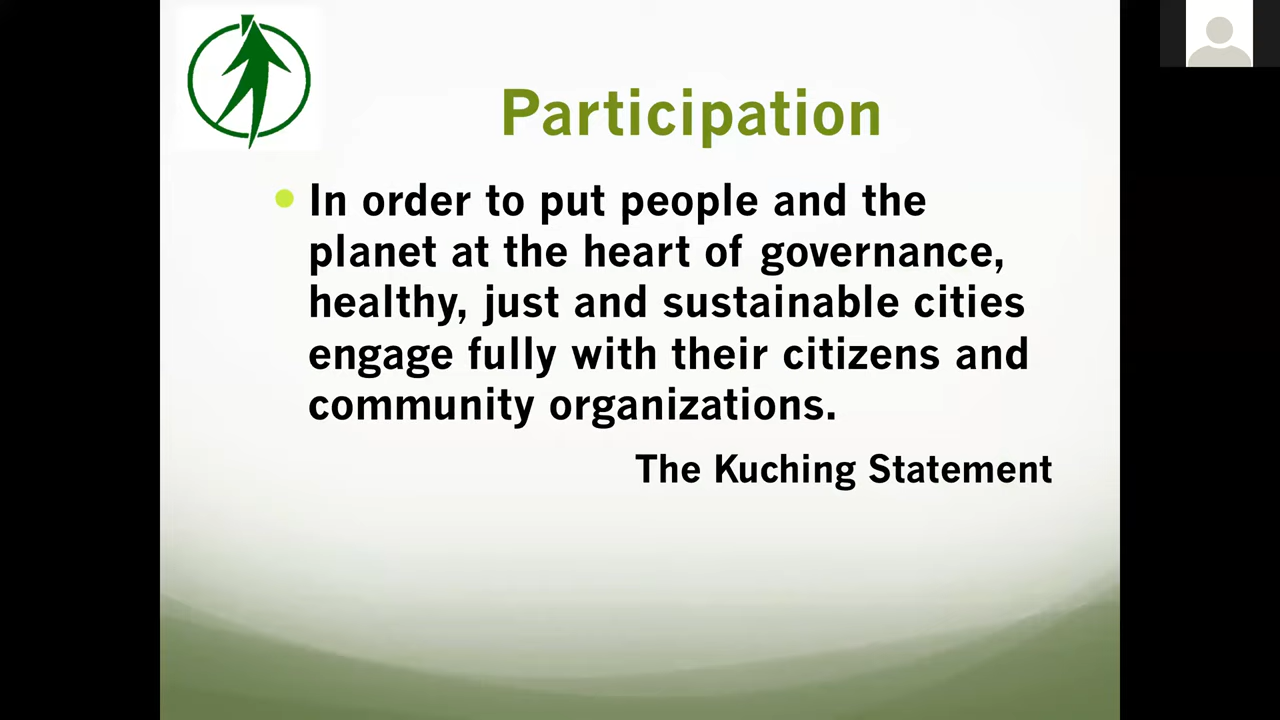 Participation
In order to put people and the
planet at the heart of governance,
healthy, just and sustainable cities
engage fully with their citizens and
community organizations.
The Kuching Statement